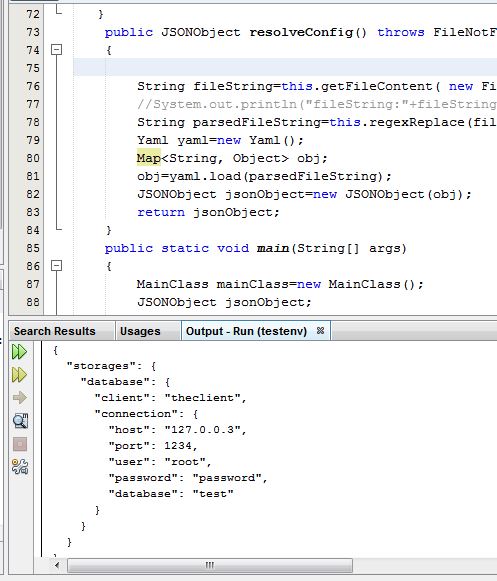 72 }
73 public JSONObject resolveConfig() throws FileNotF
74 {
75
76 String fileString=this.getFileContent( new Fi
77 //System.out.println("fileString:"+fileString
78 String parsedFileString=this.regexReplace(fil
79 Yaml yaml=new Yaml();
80 Map<String, Object> obj;
81 obj=yaml.load(parsedFileString);
82 JSONObject jsonObject=new JSONObject(obj);
83 return jsonObject;
84 }
85 public static void main(String[] args)
86 {
87 MainClass mainClass=new MainClass();
88 JSONObject jsonObject;
Search Results Usages Output - Run (testenv)
{
"storages": {
"database": {
"client": "theclient",
"connection": {
"host": "127.0.0.3",
"port": 1234,
"user": "root",
"password": "password",
"database": "test"
}
}
}
}